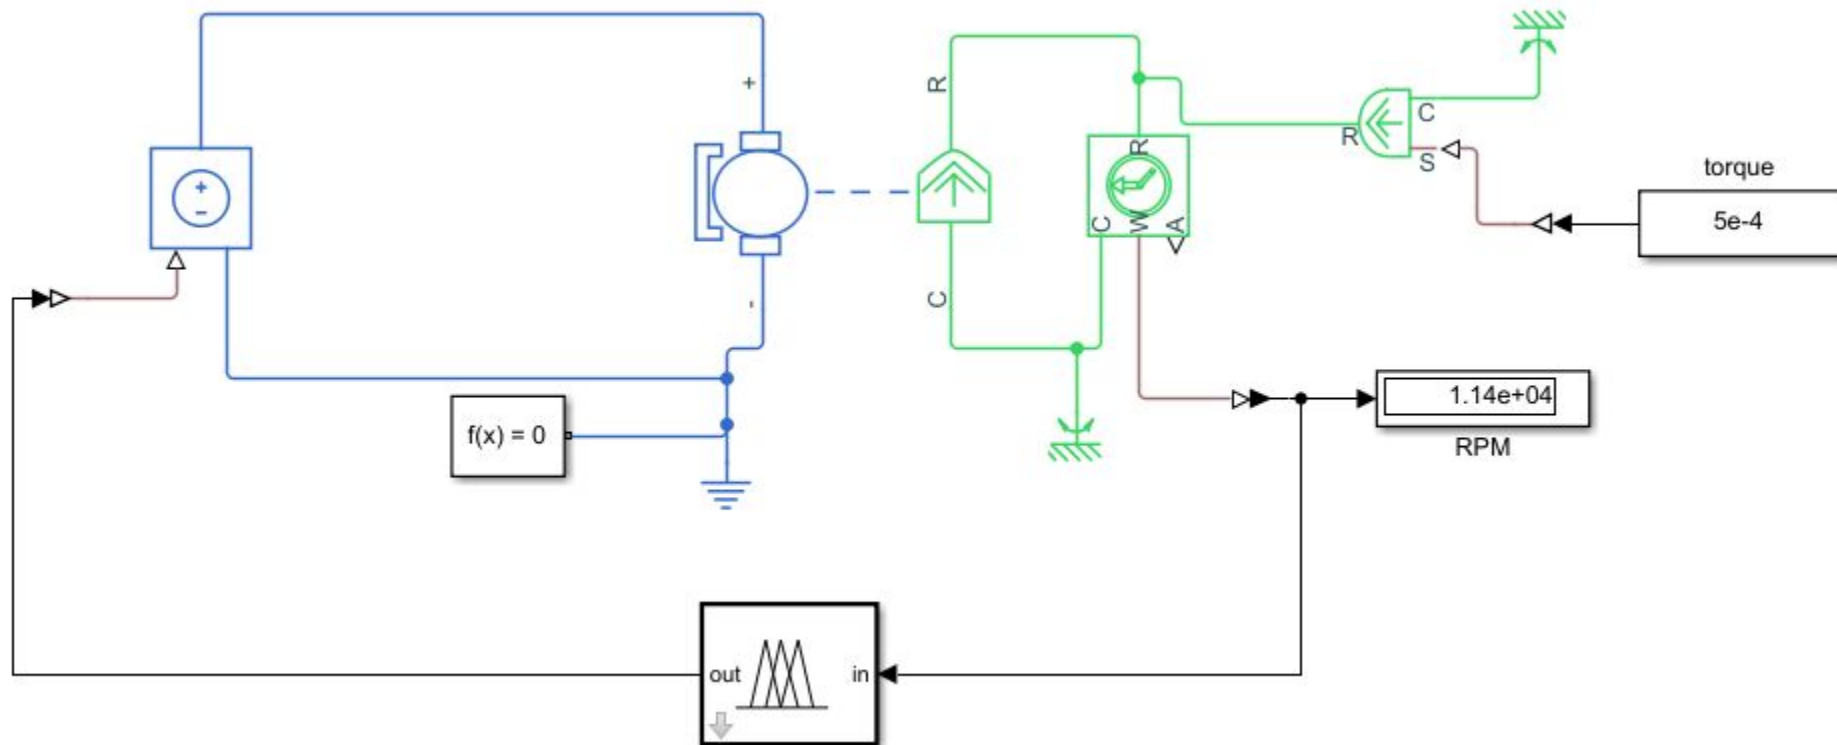 +
R
C
R
S
torque
5e-4
+
-
R
C
W
A
C
-
f(x) = 0
1.14e+04
RPM
out
in